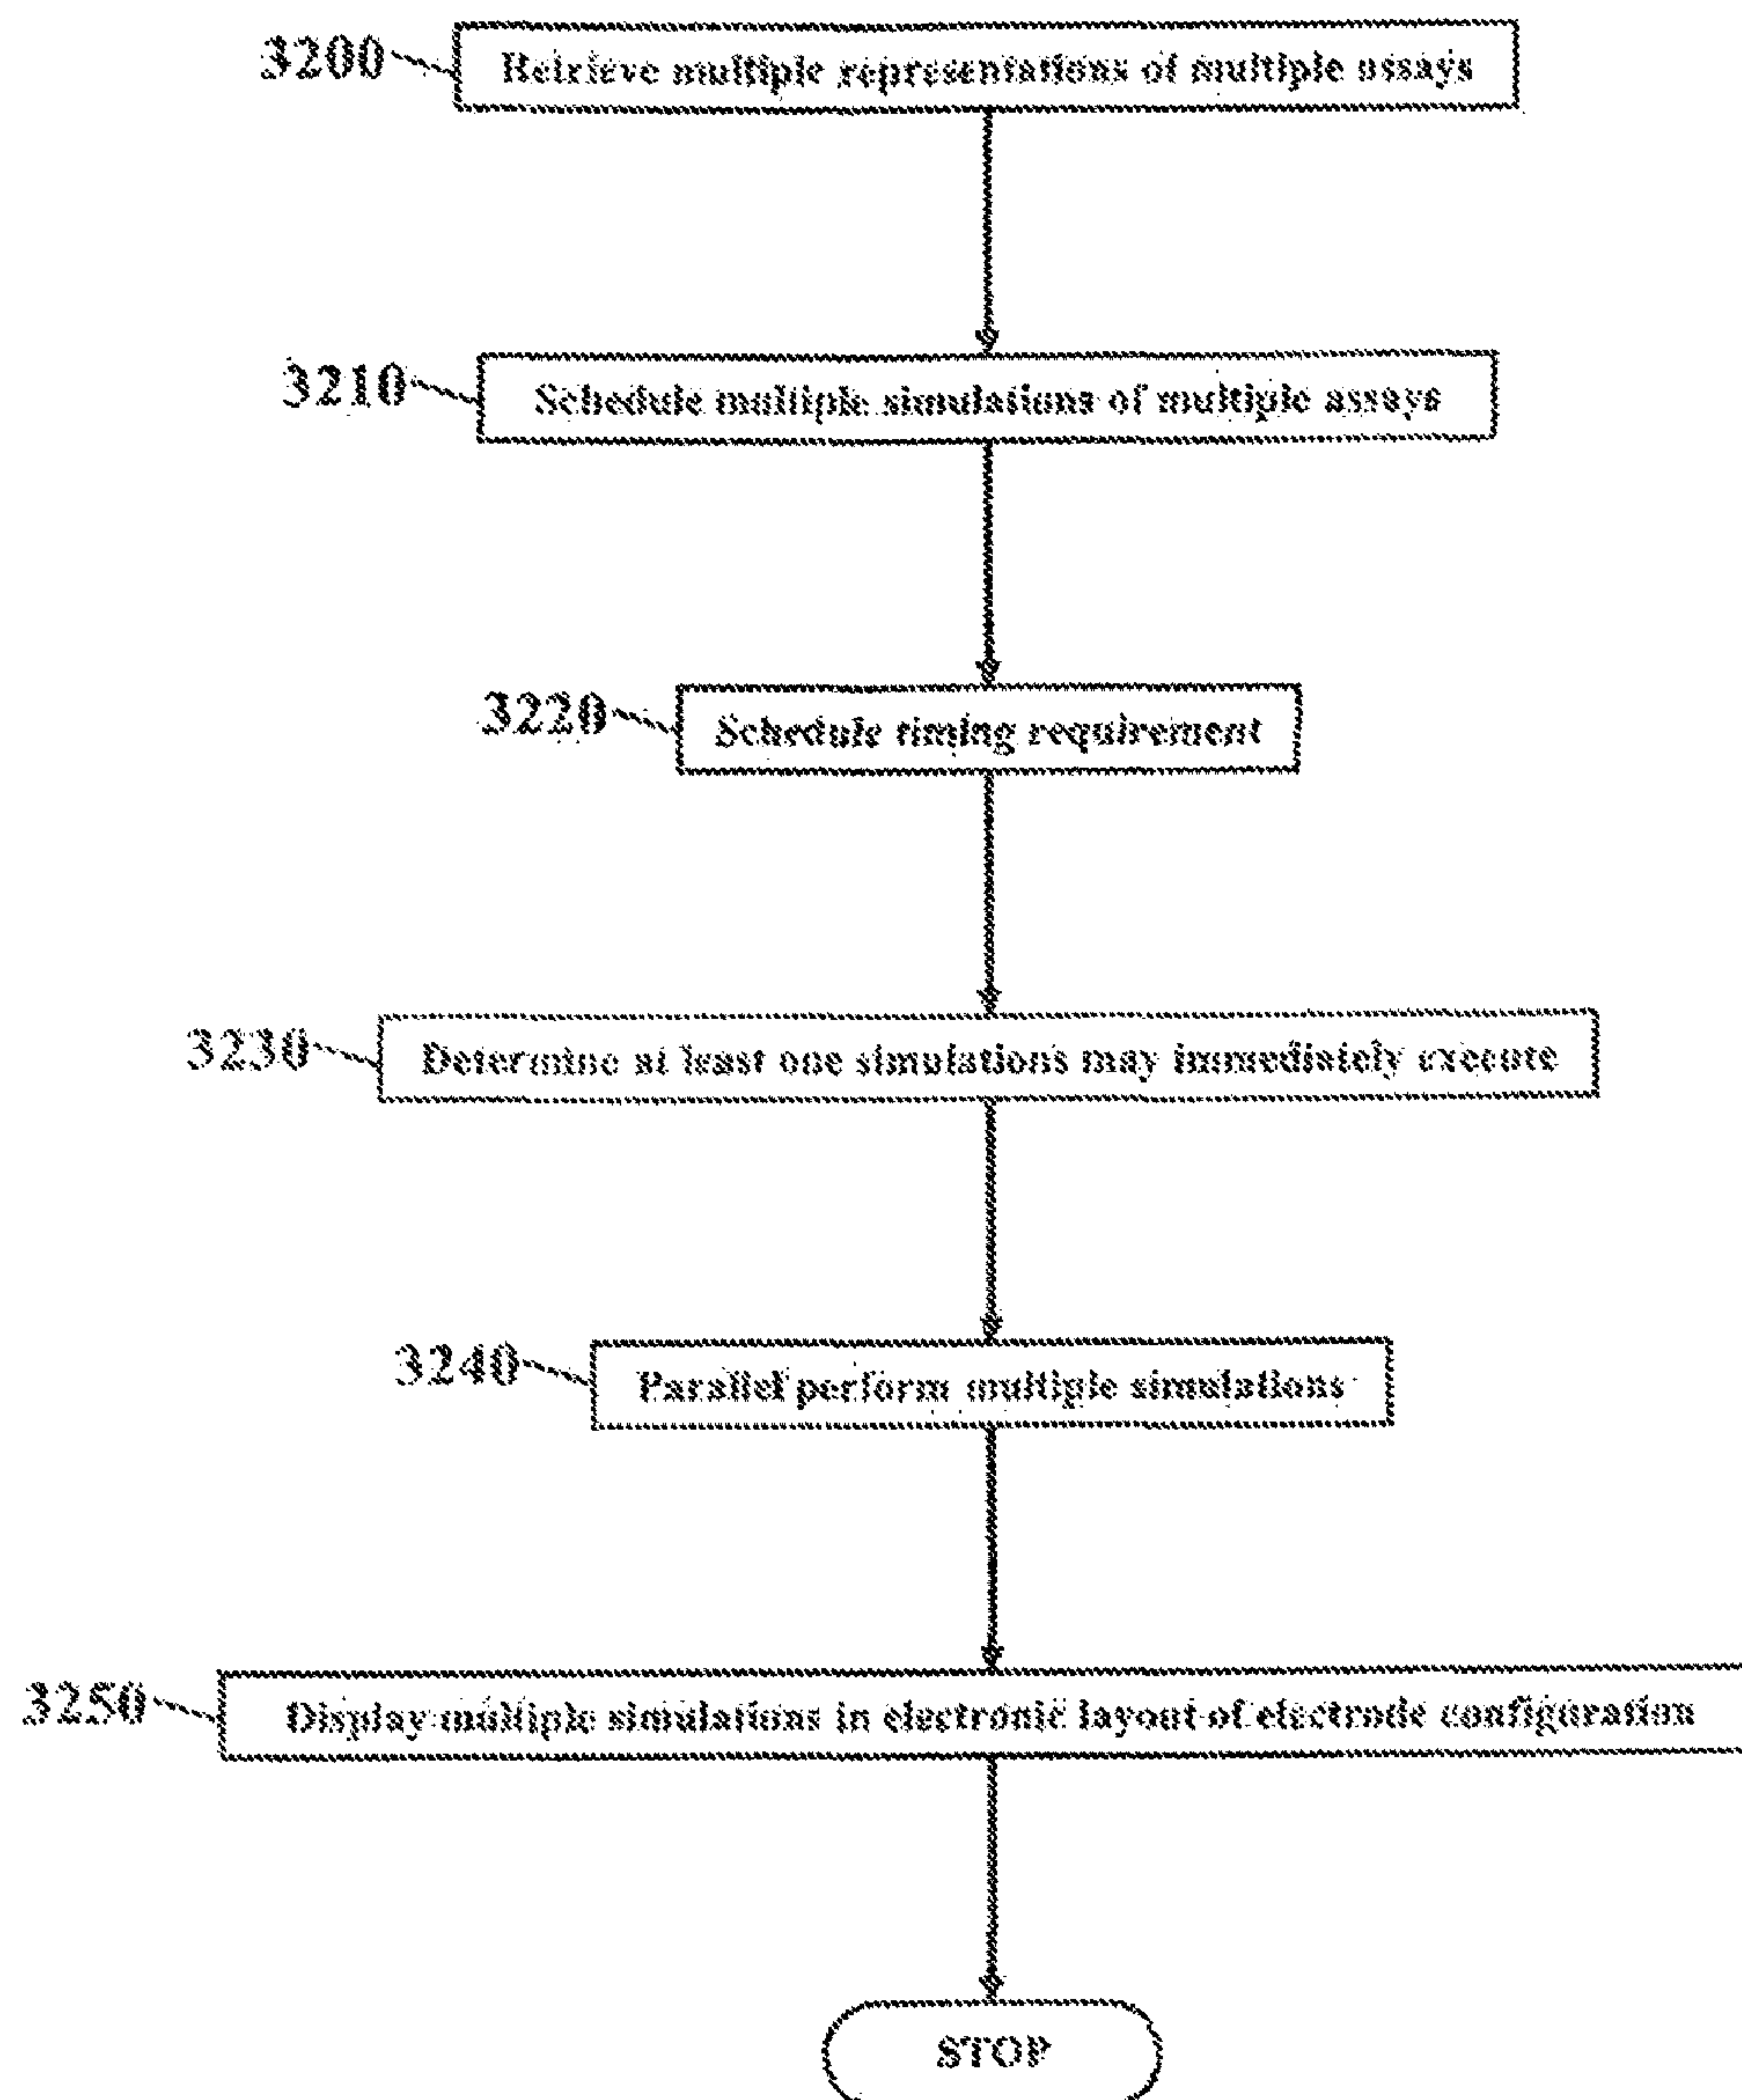 3200
Retrieve multiple representations of multiple assays
3210
Schedule multiple simulations of multiple assays
3220
Schedule timing requirement
3230
Determine at least one simulations may immediately execute
3240
Parallel perform multiple simulations
3250
Display multiple simulations in electronic layout of electrode configuration
STOP